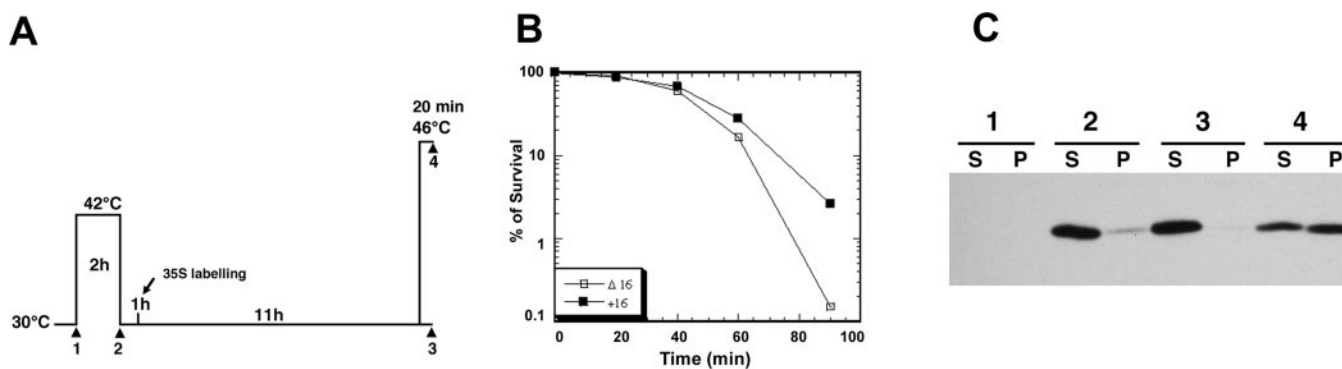 A
42°C
2h
35S labelling
1h
30°C
11h
20 min
46°C
1
2
3
4
B
% of Survival
100
10
1
0.1
Δ 16
+16
0
20
40
60
80
100
Time (min)
C
1 2 3 4
S P S P S P S P